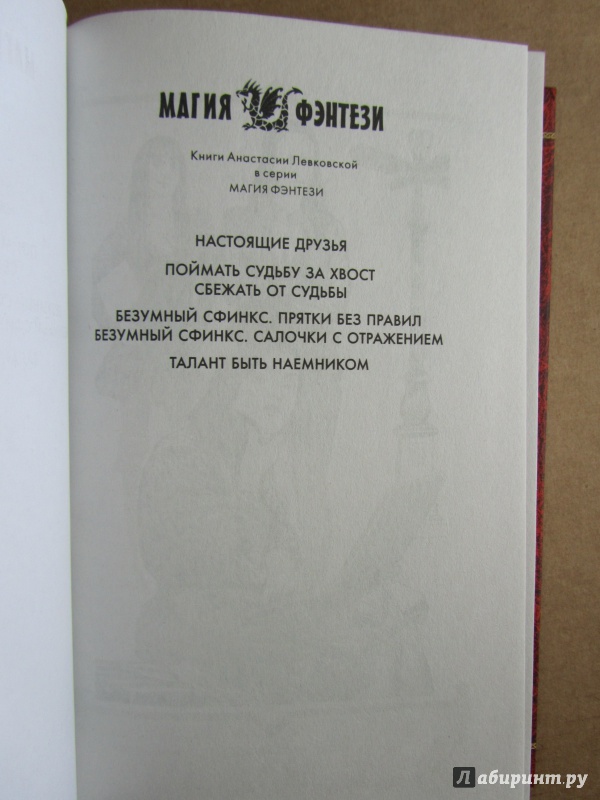 МАГИЯ ФЭНТЕЗИ
Книги Анастасии Левковской
в серии
МАГИЯ ФЭНТЕЗИ
НАСТОЯЩИЕ ДРУЗЬЯ
ПОЙМАТЬ СУДЬБУ ЗА ХВОСТ
СБЕЖАТЬ ОТ СУДЬБЫ
БЕЗУМНЫЙ СФИНКС. ПРЯТКИ БЕЗ ПРАВИЛ
БЕЗУМНЫЙ СФИНКС. САЛОЧКИ С ОТРАЖЕНИЕМ
ТАЛАНТ БЫТЬ НАЕМНИКОМ
лабиринт.ру